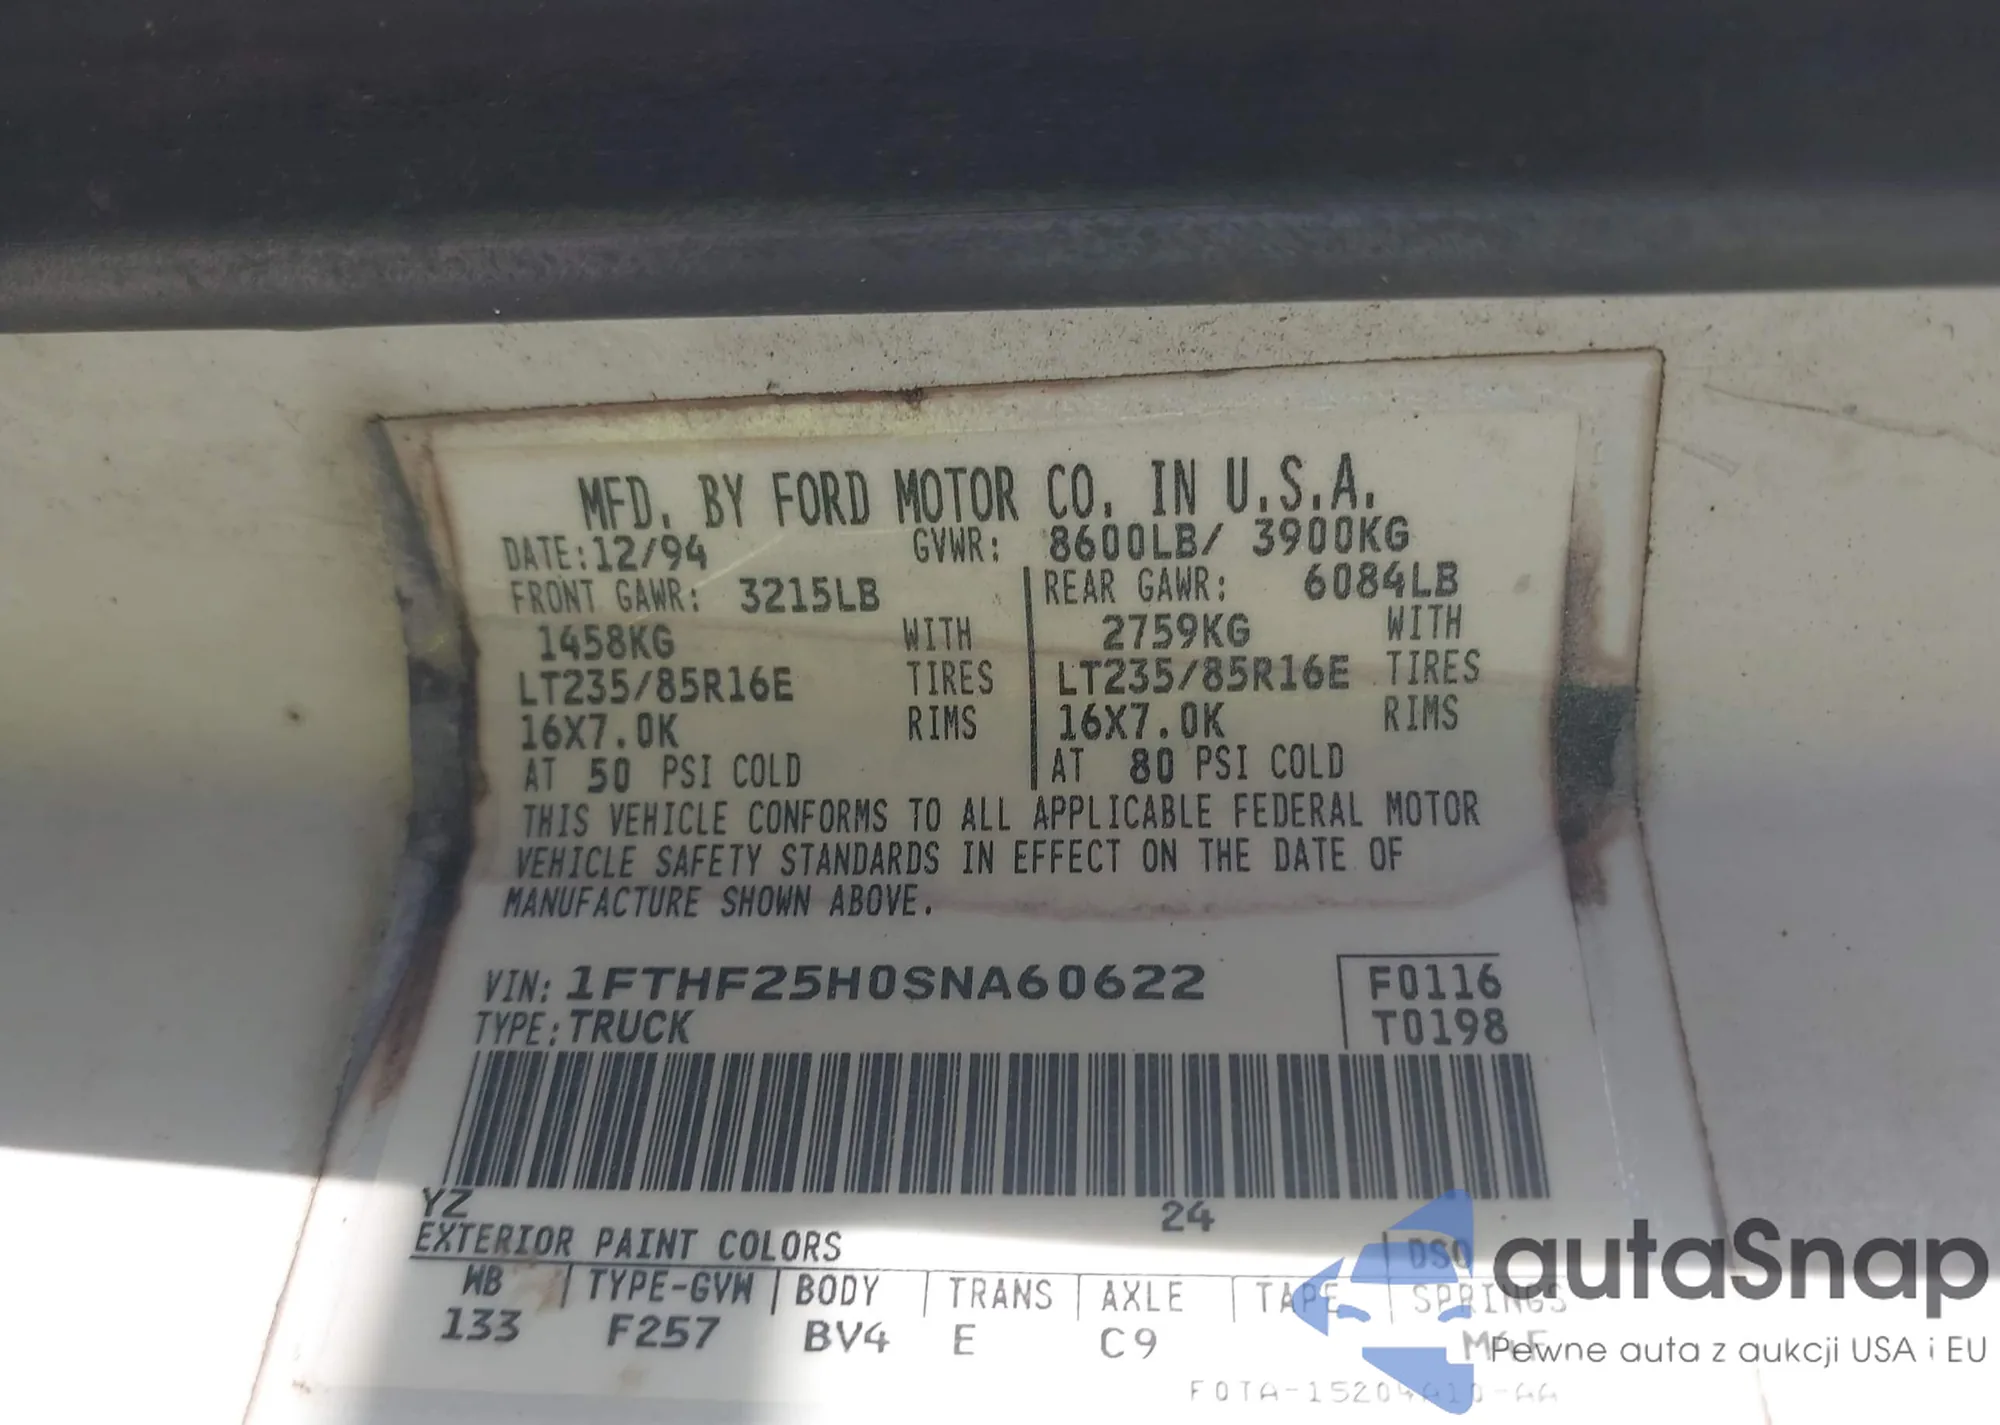 MFD. BY FORD MOTOR CO. IN U.S.A.
DATE: 12/94 GVWR: 8600LB/ 3900KG
FRONT GAWR: 3215LB REAR GAWR: 6084LB
1458KG WITH 2759KG WITH
LT235/85R16E TIRES LT235/85R16E TIRES
16X7.0K RIMS 16X7.0K RIMS
AT 50 PSI COLD AT 80 PSI COLD
THIS VEHICLE CONFORMS TO ALL APPLICABLE FEDERAL MOTOR
VEHICLE SAFETY STANDARDS IN EFFECT ON THE DATE OF
MANUFACTURE SHOWN ABOVE.
VIN: 1FTHF25H0SNA60622 F0116
TYPE: TRUCK T0198
YZ 24
EXTERIOR PAINT COLORS DSO
WB TYPE-GVW BODY TRANS AXLE TAPE SPRINGS
133 F257 BV4 E C9
autaSnap
Pewne auta z aukcji USA i EU